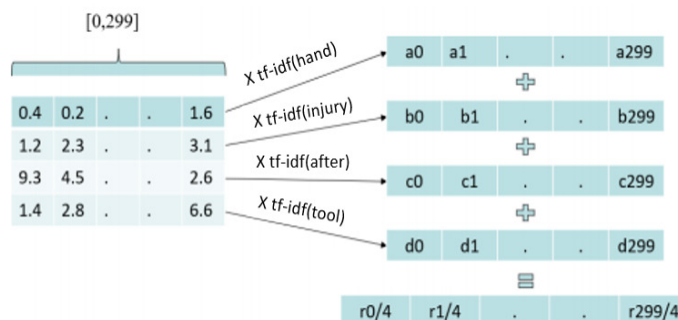 [0,299]
0.4 0.2 . . 1.6
1.2 2.3 . . 3.1
9.3 4.5 . . 2.6
1.4 2.8 . . 6.6
X tf-idf(hand)
X tf-idf(injury)
X tf-idf(after)
X tf-idf(tool)
a0 a1 . . a299
+
b0 b1 . . b299
+
c0 c1 . . c299
+
d0 d1 . . d299
=
r0/4 r1/4 . . r299/4